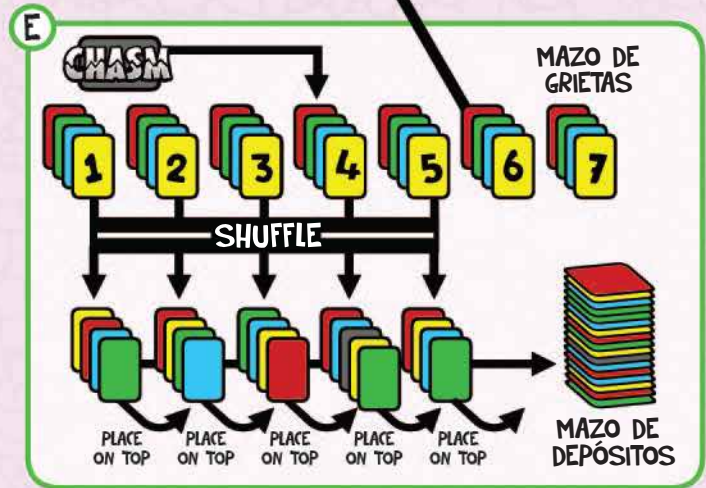 E
CHASM
MAZO DE
GRIETAS
1 2 3 4 5 6 7
SHUFFLE
PLACE
ON TOP
PLACE
ON TOP
PLACE
ON TOP
PLACE
ON TOP
PLACE
ON TOP
MAZO DE
DEPÓSITOS